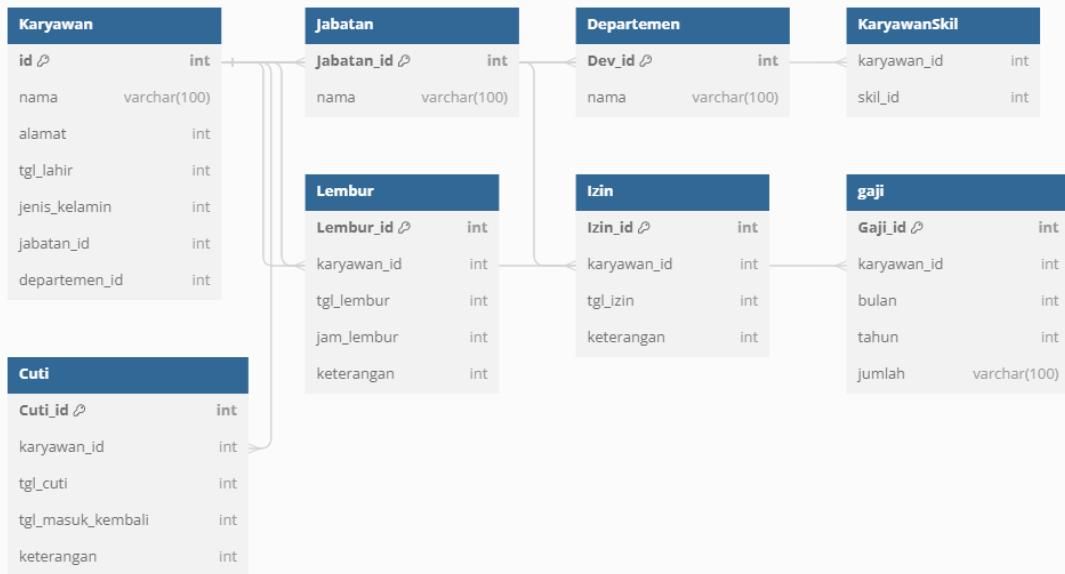 Karyawan
id int
nama varchar(100)
alamat int
tgl_lahir int
jenis_kelamin int
jabatan_id int
departemen_id int
Jabatan
Jabatan_id int
nama varchar(100)
Departemen
Dev_id int
nama varchar(100)
KaryawanSkil
karyawan_id int
skil_id int
Lembur
Lembur_id int
karyawan_id int
tgl_lembur int
jam_lembur int
keterangan int
Izin
Izin_id int
karyawan_id int
tgl_izin int
keterangan int
gaji
Gaji_id int
karyawan_id int
bulan int
tahun int
jumlah varchar(100)
Cuti
Cuti_id int
karyawan_id int
tgl_cuti int
tgl_masuk_kembali int
keterangan int